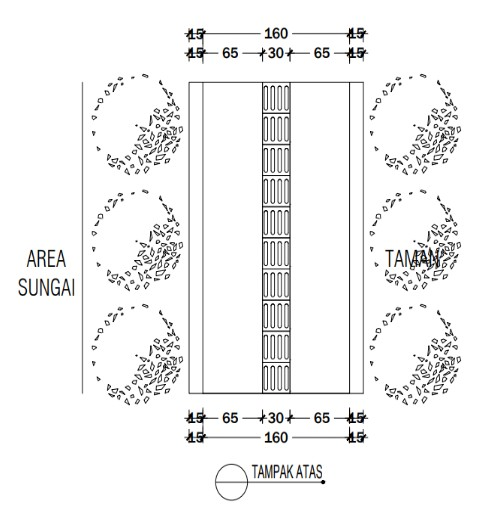 15 160 15
15 65 30 65 15
AREA
SUNGAI
TAMAN
15 65 30 65 15
15 160 15
TAMPAK ATAS